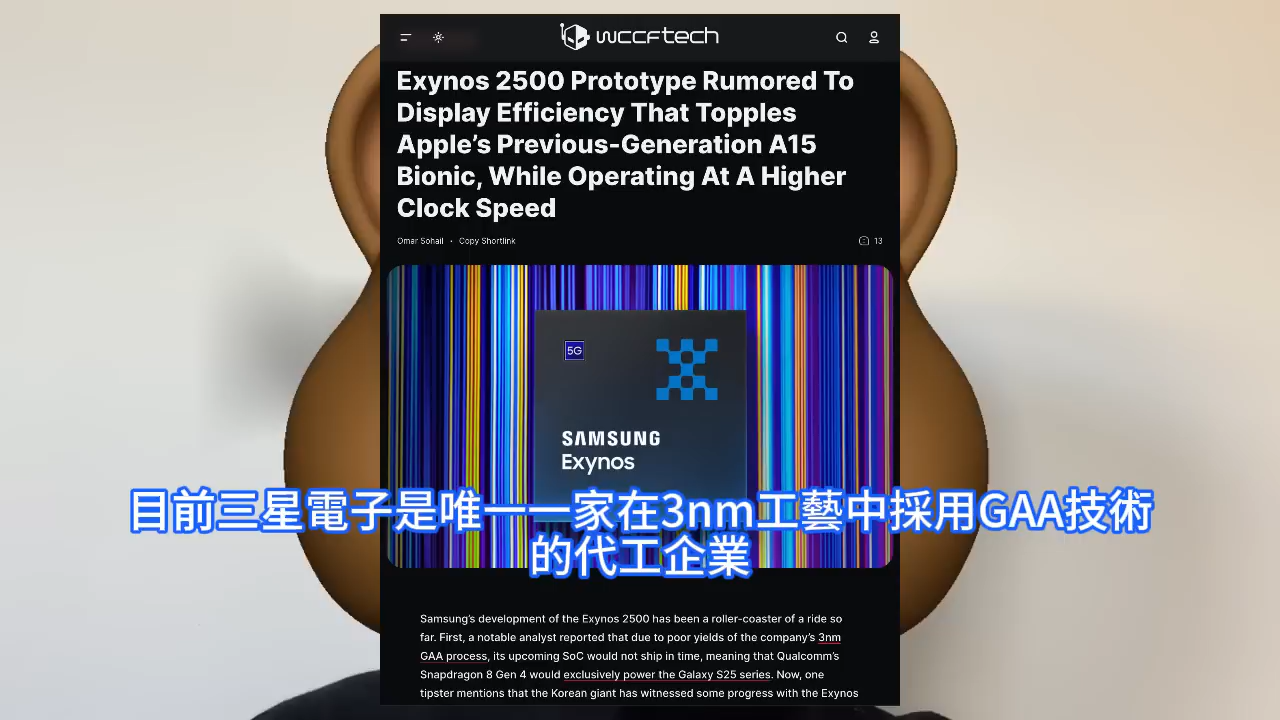 wccftech
Exynos 2500 Prototype Rumored To
Display Efficiency That Topples
Apple's Previous-Generation A15
Bionic, While Operating At A Higher
Clock Speed
Omar Sohail • Copy Shortlink
13
5G
SAMSUNG
Exynos
目前三星電子是唯一一家在3nm工藝中採用GAA技術
的代工企業
Samsung's development of the Exynos 2500 has been a roller-coaster of a ride so
far. First, a notable analyst reported that due to poor yields of the company's 3nm
GAA process, its upcoming SoC would not ship in time, meaning that Qualcomm's
Snapdragon 8 Gen 4 would exclusively power the Galaxy S25 series. Now, one
tipster mentions that the Korean giant has witnessed some progress with the Exynos